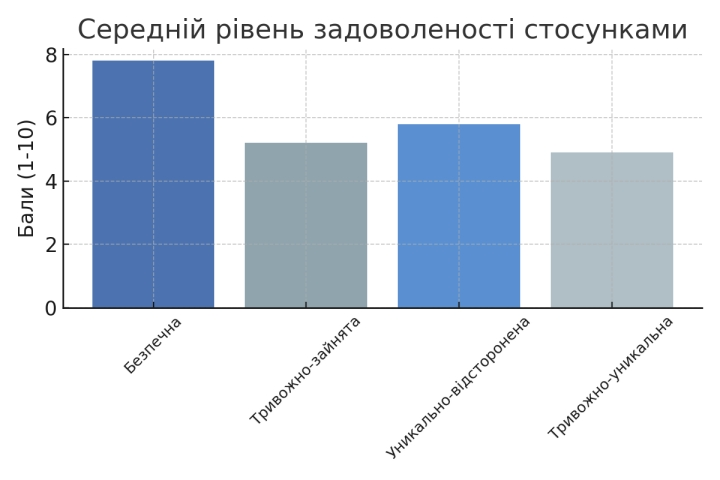 Середній рівень задоволеності стосунками
Бали (1-10)
8
6
4
2
0
Безпечна
Тривожно-зайнята
Уникально-відсторонена
Тривожно-уникальна